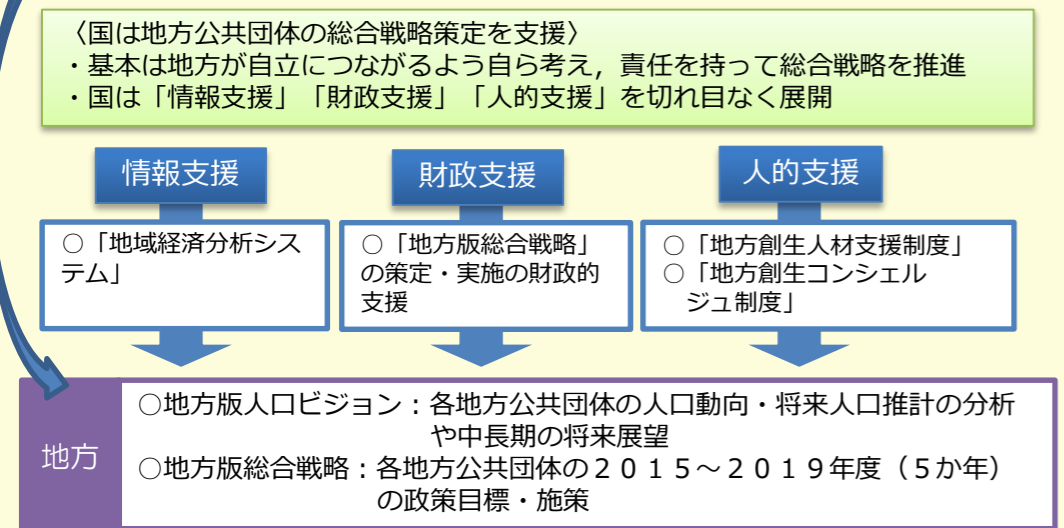 〈国は地方公共団体の総合戦略策定を支援〉
・基本は地方が自立につながるよう自ら考え，責任を持って総合戦略を推進
・国は「情報支援」「財政支援」「人的支援」を切れ目なく展開
情報支援
財政支援
人的支援
○「地域経済分析シス
テム」
○「地方版総合戦略」
の策定・実施の財政的
支援
○「地方創生人材支援制度」
○「地方創生コンシェル
ジュ制度」
地方
○地方版人口ビジョン：各地方公共団体の人口動向・将来人口推計の分析
や中長期の将来展望
○地方版総合戦略：各地方公共団体の２０１５～２０１９年度（５か年）
の政策目標・施策